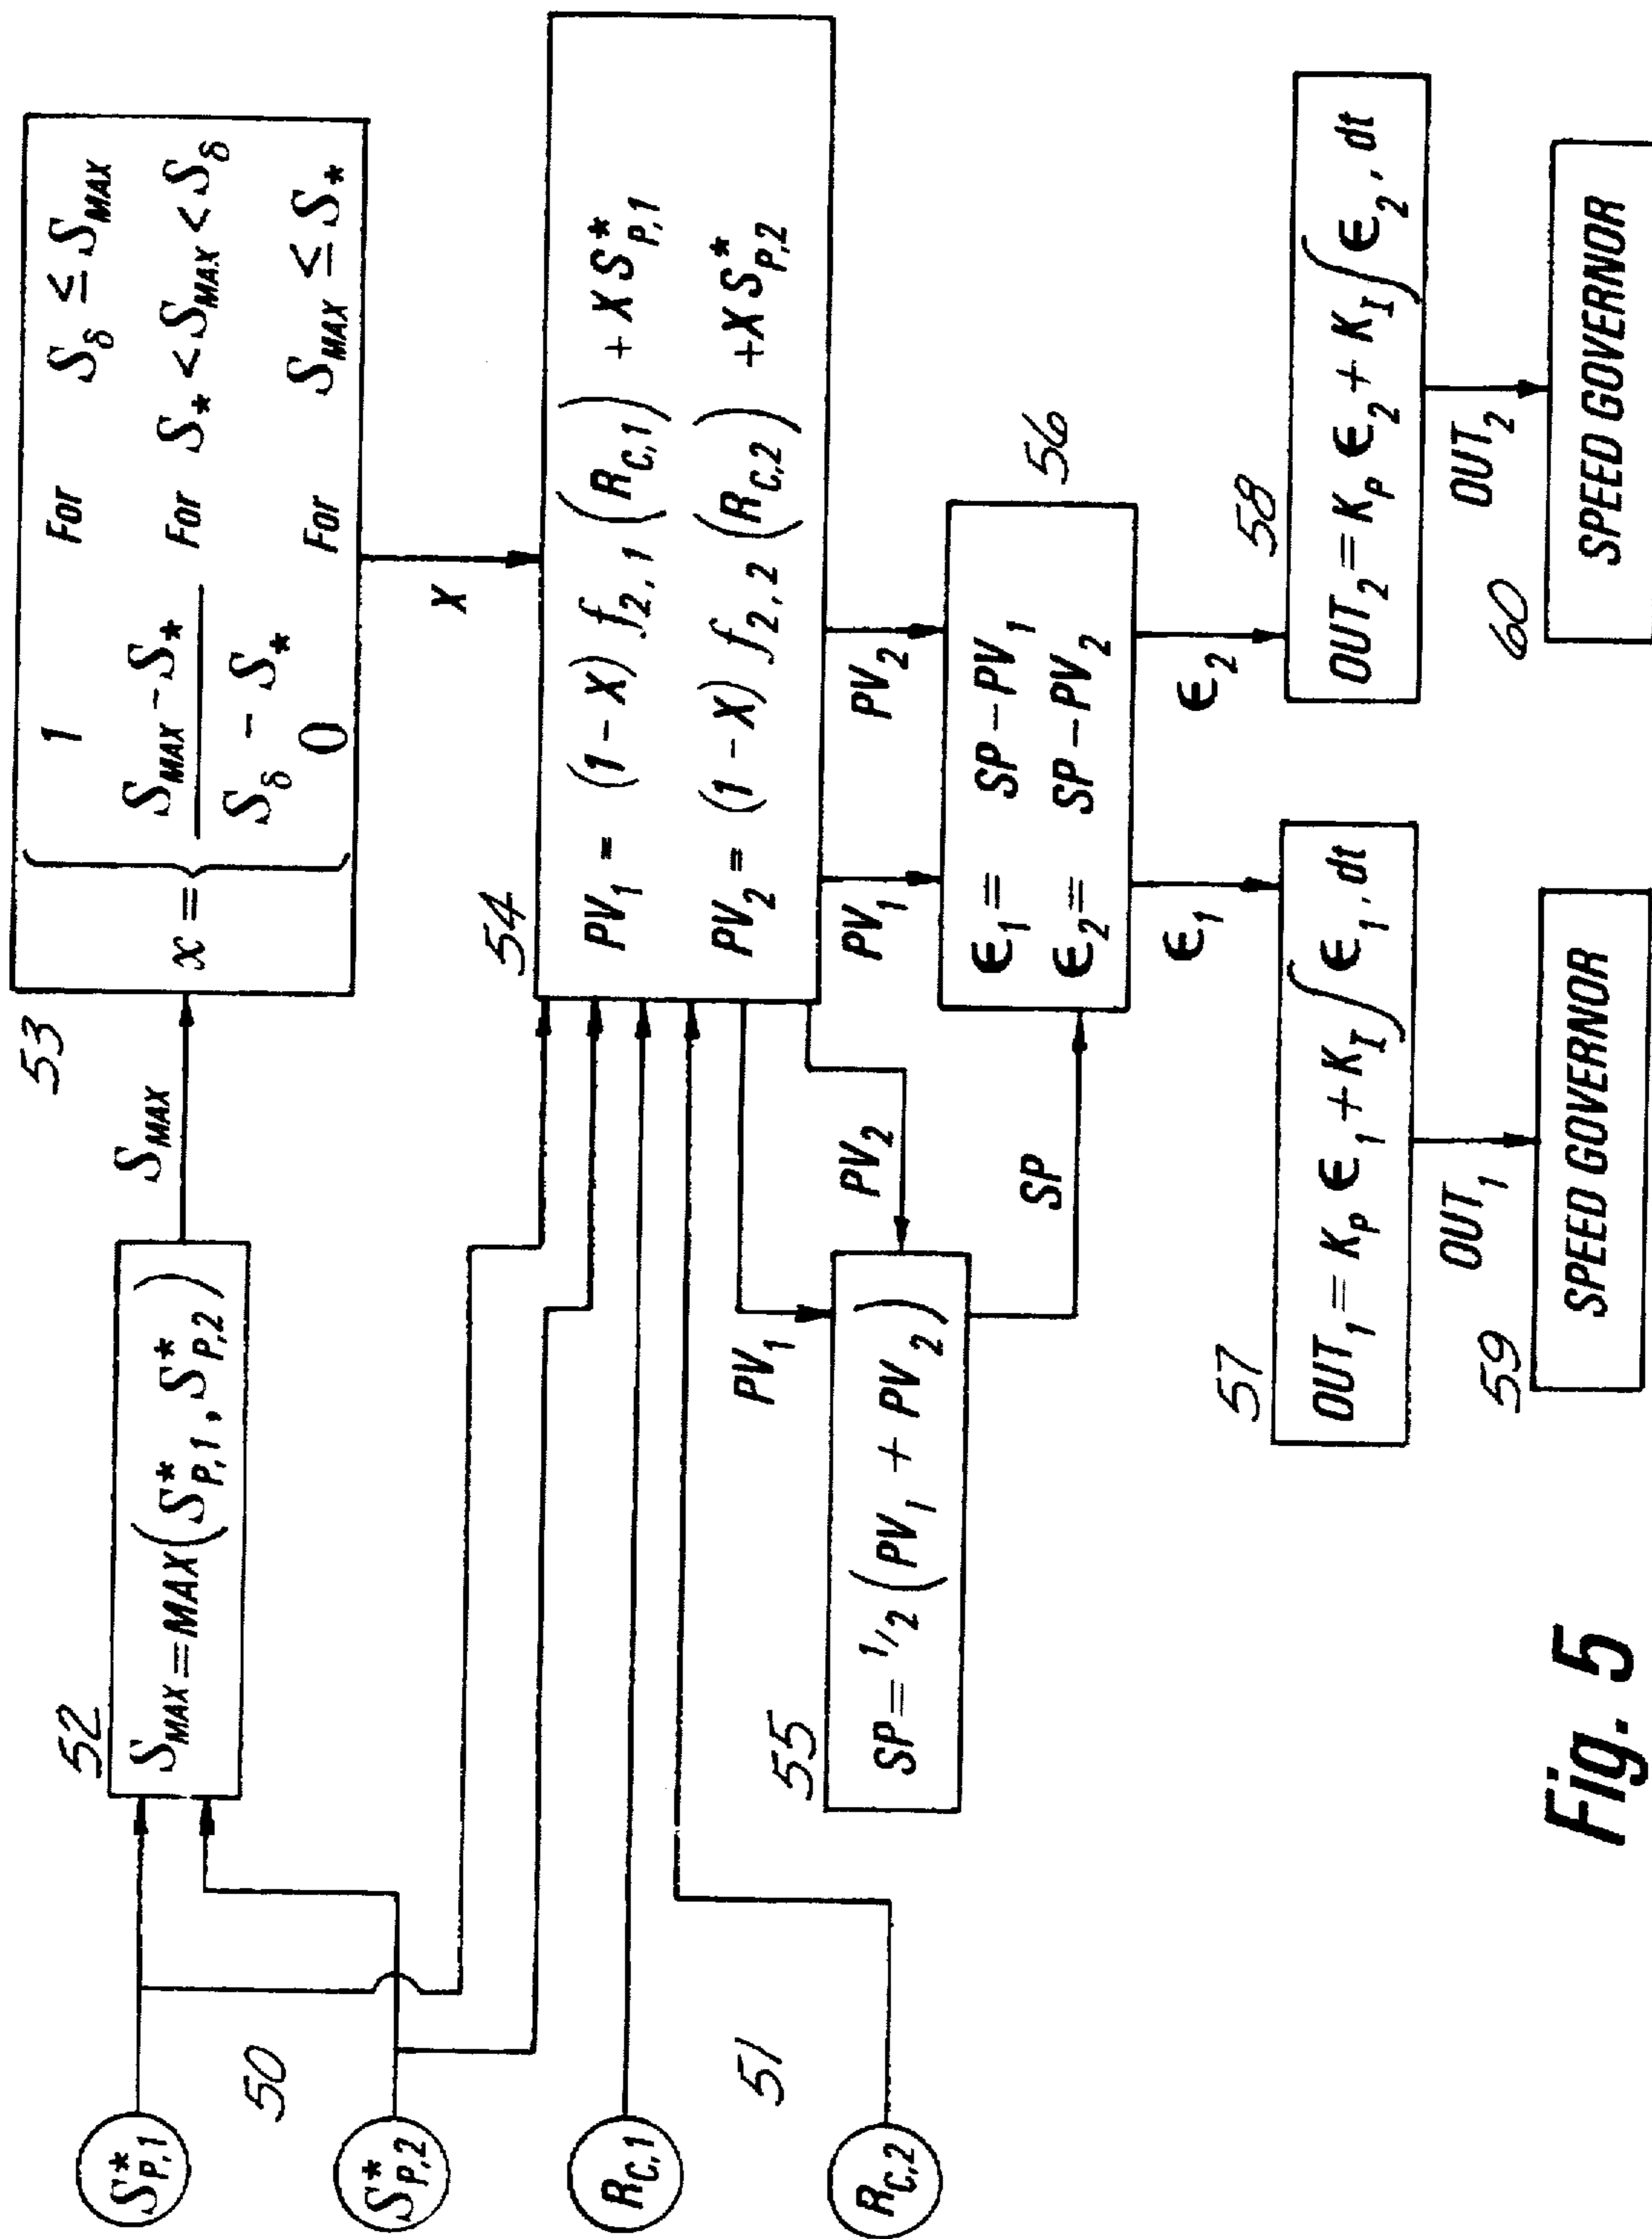 S*P,1
50
S*P,2
RC,1
51
RC,2
52
SMAX = MAX(S*P,1, S*P,2)
SMAX
53
x = {
1 For Sδ ≤ SMAX
SMAX - S* / Sδ - S* For S* < SMAX < Sδ
0 For SMAX ≤ S*
X
54
PV1 = (1 - X) f2,1 (RC,1) + X S*P,1
PV2 = (1 - X) f2,2 (RC,2) + X S*P,2
PV1
PV2
PV1
PV2
55
SP = 1/2 (PV1 + PV2)
SP
56
ϵ1 = SP - PV1
ϵ2 = SP - PV2
ϵ1
ϵ2
57
OUT1 = KP ϵ1 + KI ∫ ϵ1, dt
58
OUT2 = KP ϵ2 + KI ∫ ϵ2, dt
OUT1
OUT2
59
SPEED GOVERNOR
60
SPEED GOVERNOR
Fig. 5